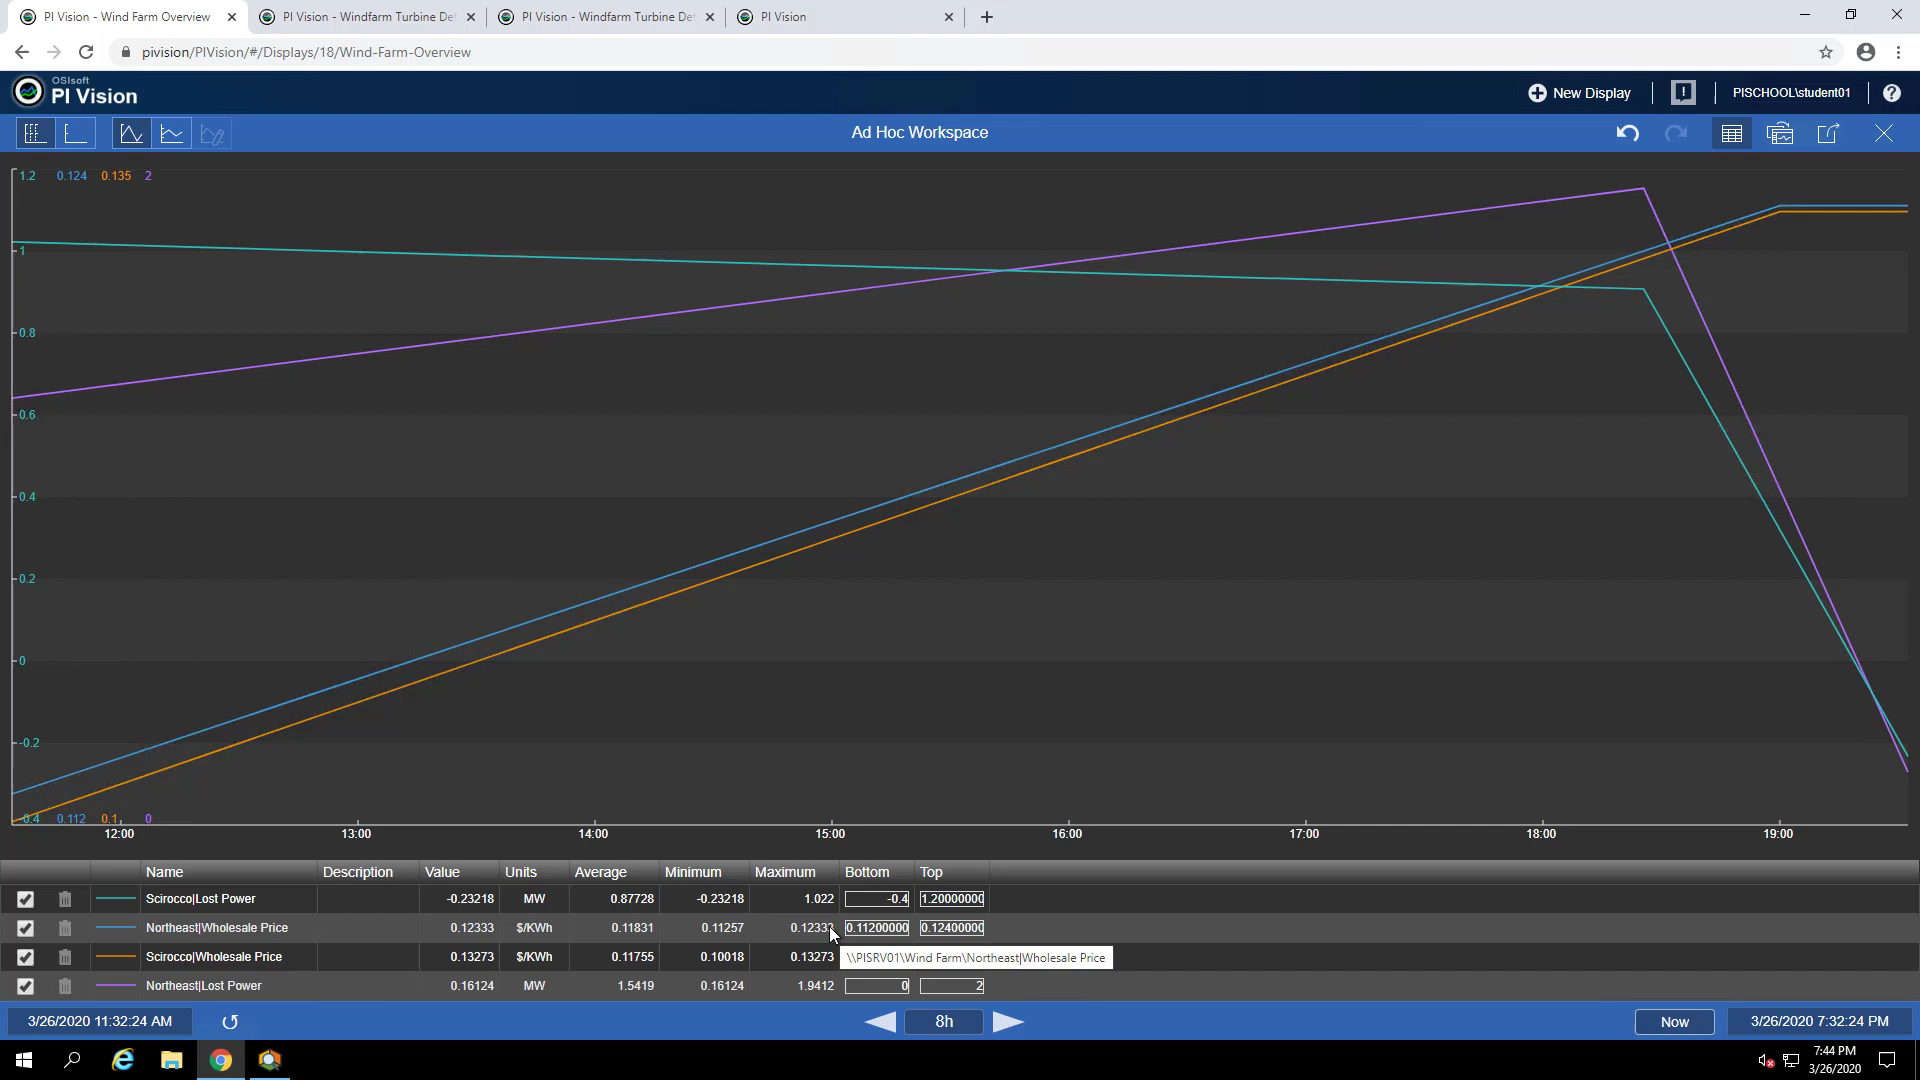 PI Vision - Wind Farm Overview
PI Vision - Windfarm Turbine Det
PI Vision - Windfarm Turbine Det
PI Vision
pivision/PIVision/#/Displays/18/Wind-Farm-Overview
OSIsoft
PI Vision
New Display
PISCHOOL\student01
Ad Hoc Workspace
1.2 0.124 0.135 2
1
0.8
0.6
0.4
0.2
0
-0.2
-0.4 0.112 0.1 0
12:00 13:00 14:00 15:00 16:00 17:00 18:00 19:00
Name Description Value Units Average Minimum Maximum Bottom Top
Scirocco|Lost Power -0.23218 MW 0.87728 -0.23218 1.022 -0.4 1.20000000
Northeast|Wholesale Price 0.12333 $/KWh 0.11831 0.11257 0.12333 0.11200000 0.12400000
Scirocco|Wholesale Price 0.13273 $/KWh 0.11755 0.10018 0.13273
\\PISRV01\Wind Farm\Northeast|Wholesale Price
Northeast|Lost Power 0.16124 MW 1.5419 0.16124 1.9412 0 2
3/26/2020 11:32:24 AM
8h
Now
3/26/2020 7:32:24 PM
7:44 PM
3/26/2020